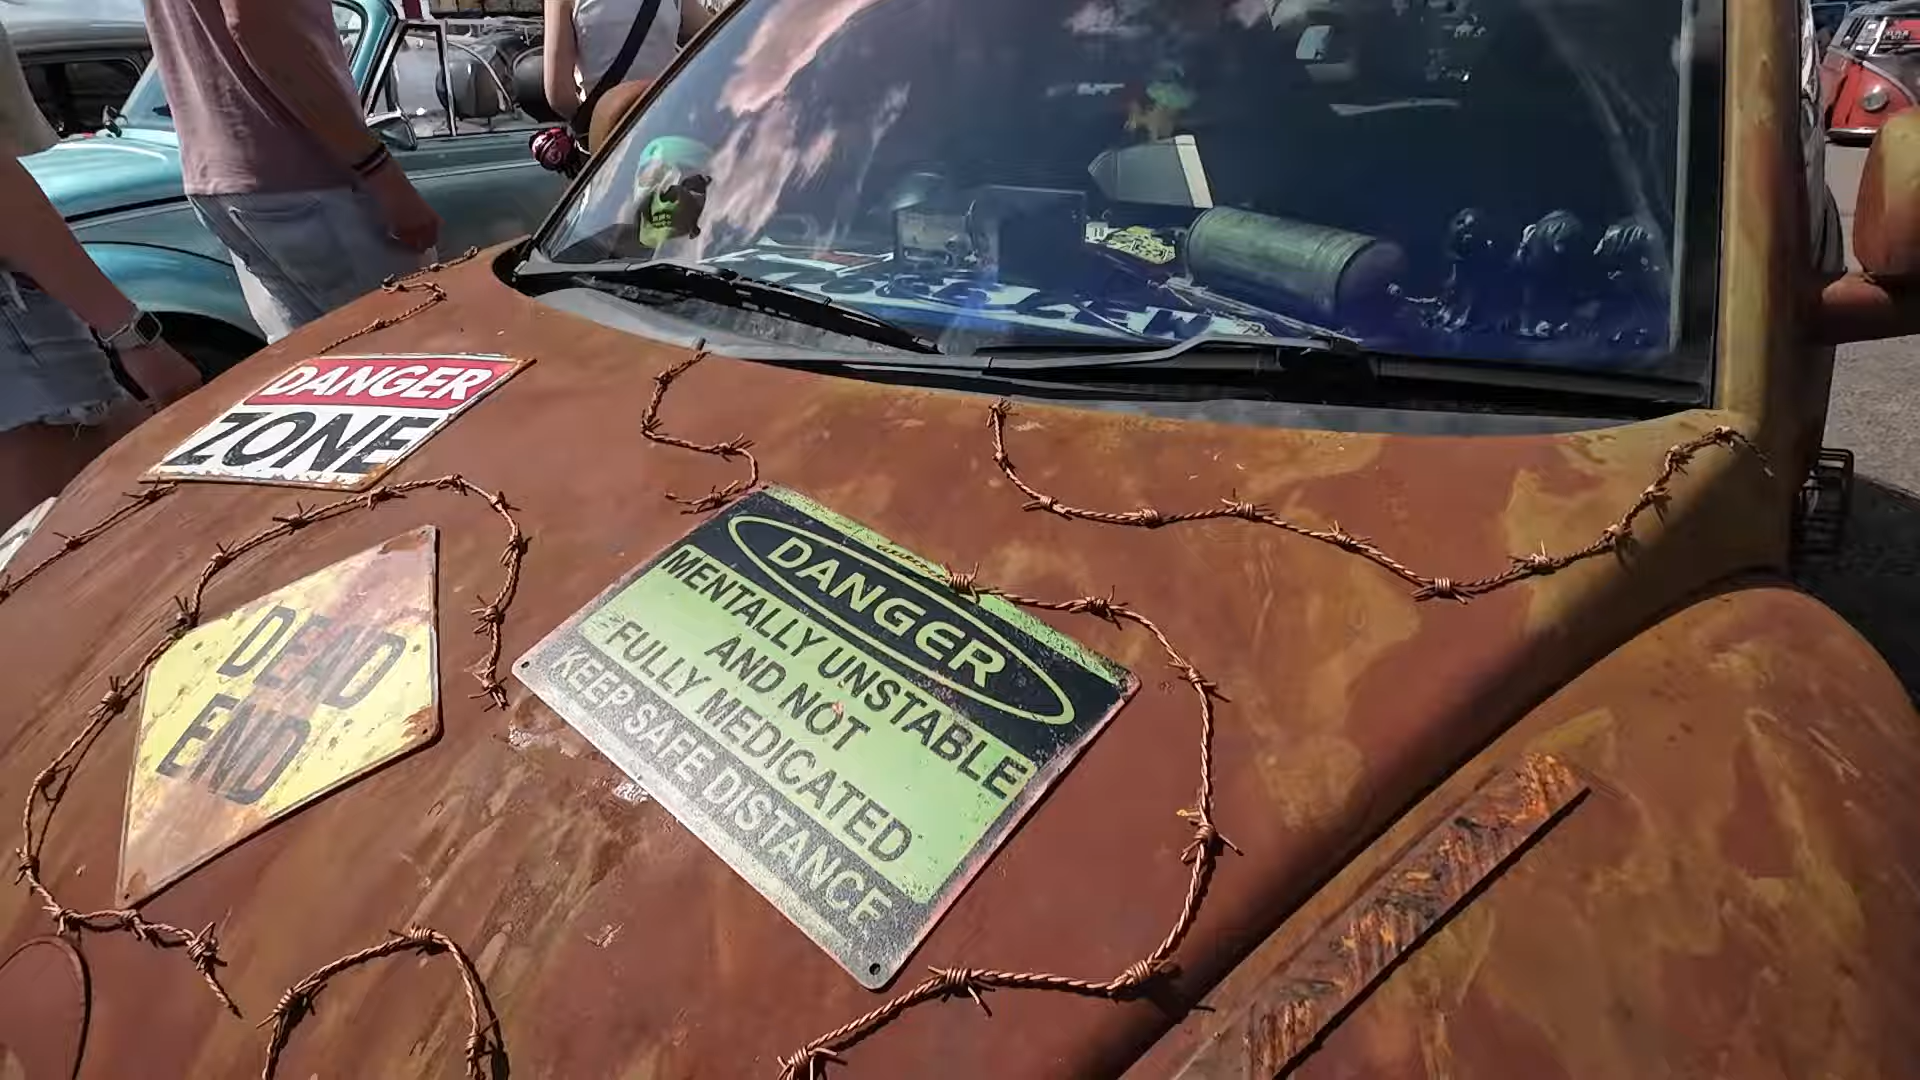 DANGER
ZONE
DEAD
END
DANGER
MENTALLY UNSTABLE
AND NOT
FULLY MEDICATED
KEEP SAFE DISTANCE